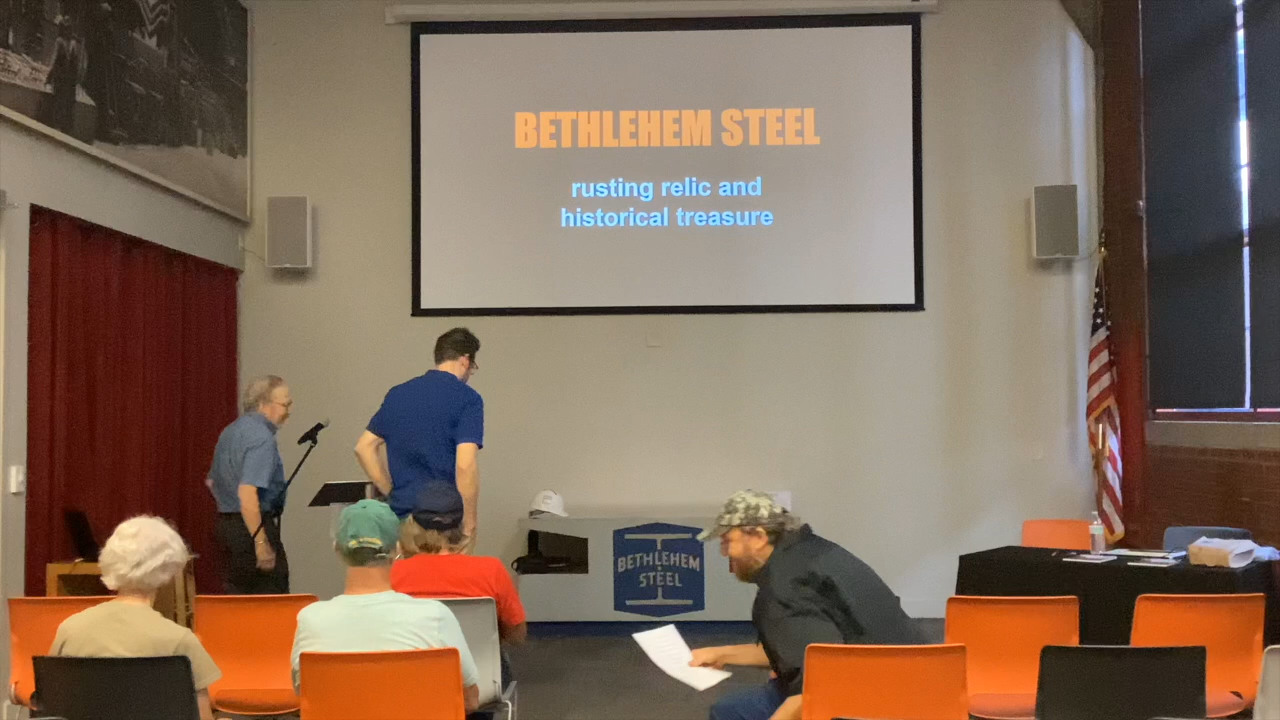 BETHLEHEM STEEL
rusting relic and
historical treasure
BETHLEHEM
STEEL